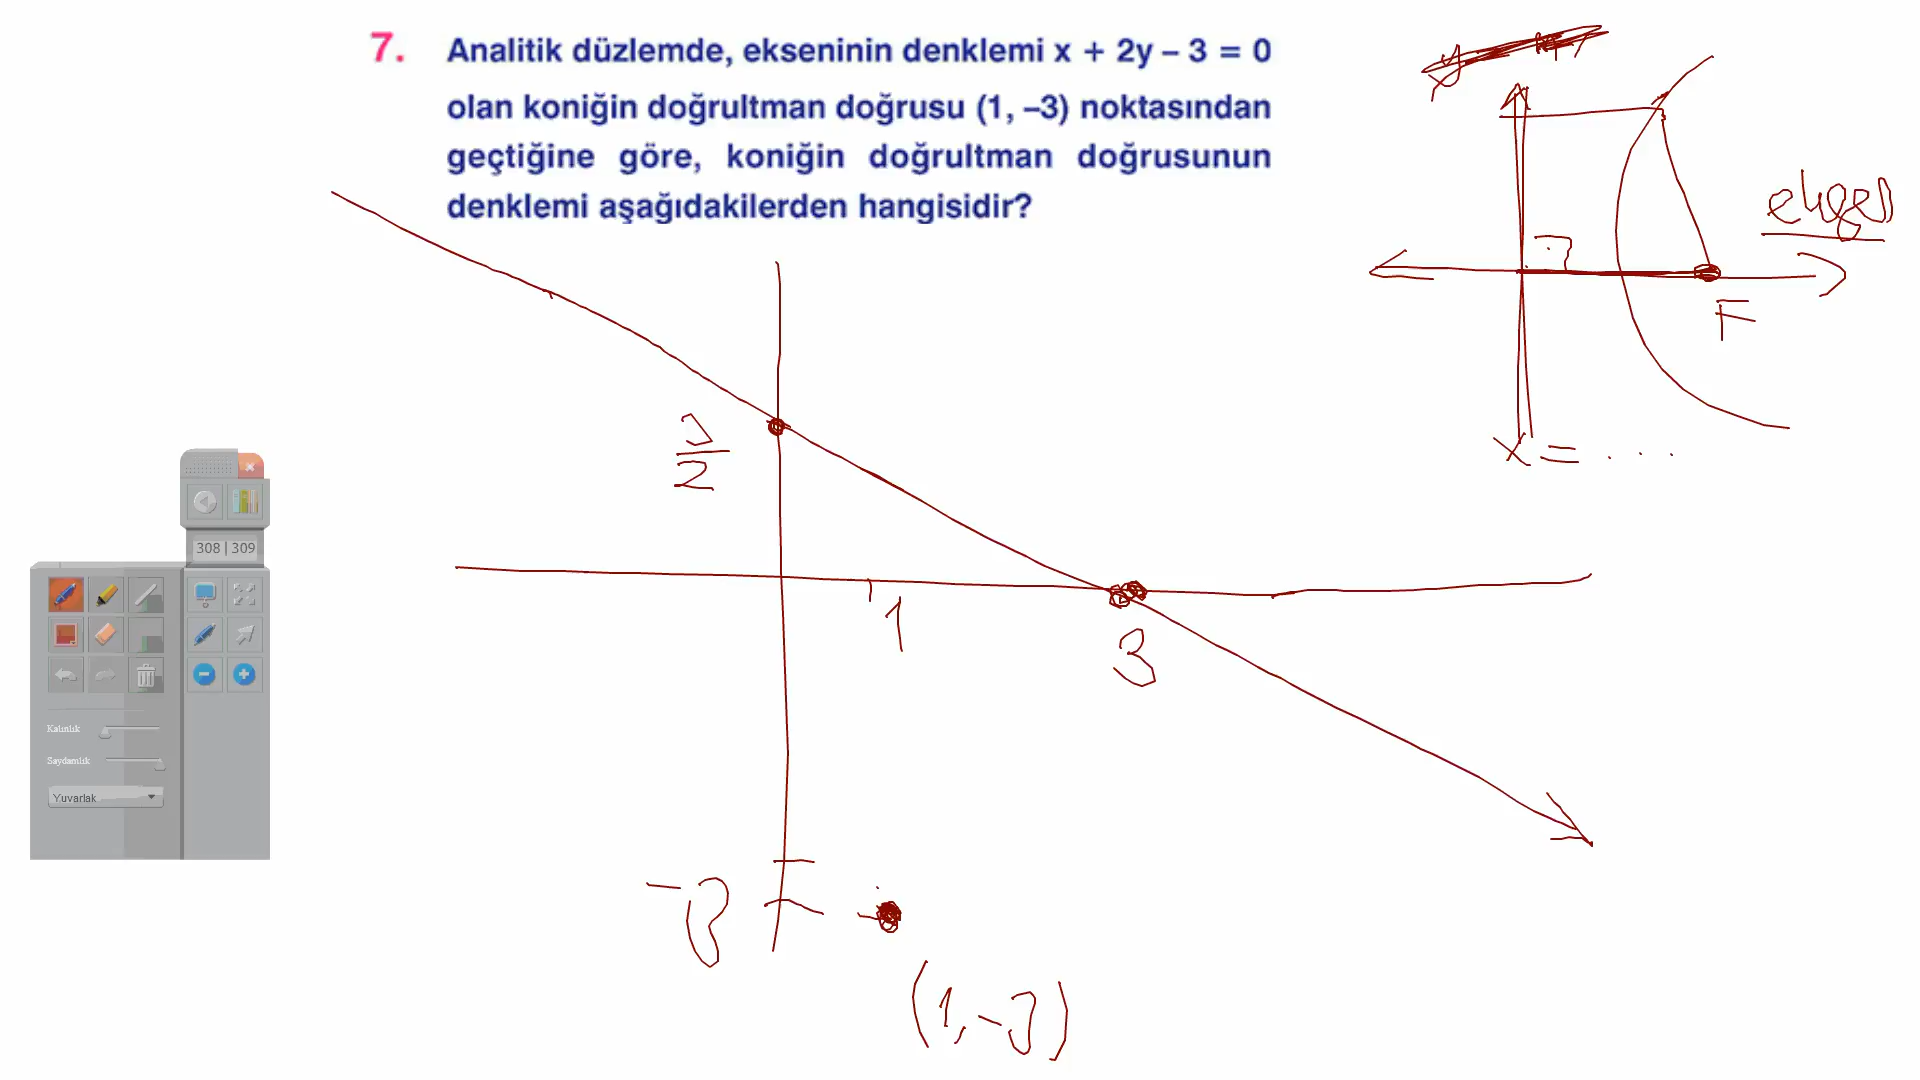 7. Analitik düzlemde, ekseninin denklemi x + 2y – 3 = 0
olan koniğin doğrultman doğrusu (1, –3) noktasından
geçtiğine göre, koniğin doğrultman doğrusunun
denklemi aşağıdakilerden hangisidir?
F
x = ....
3
2
1
3
-3
(1, -3)
308 | 309
Kalınlık
Saydamlık
Yuvarlak